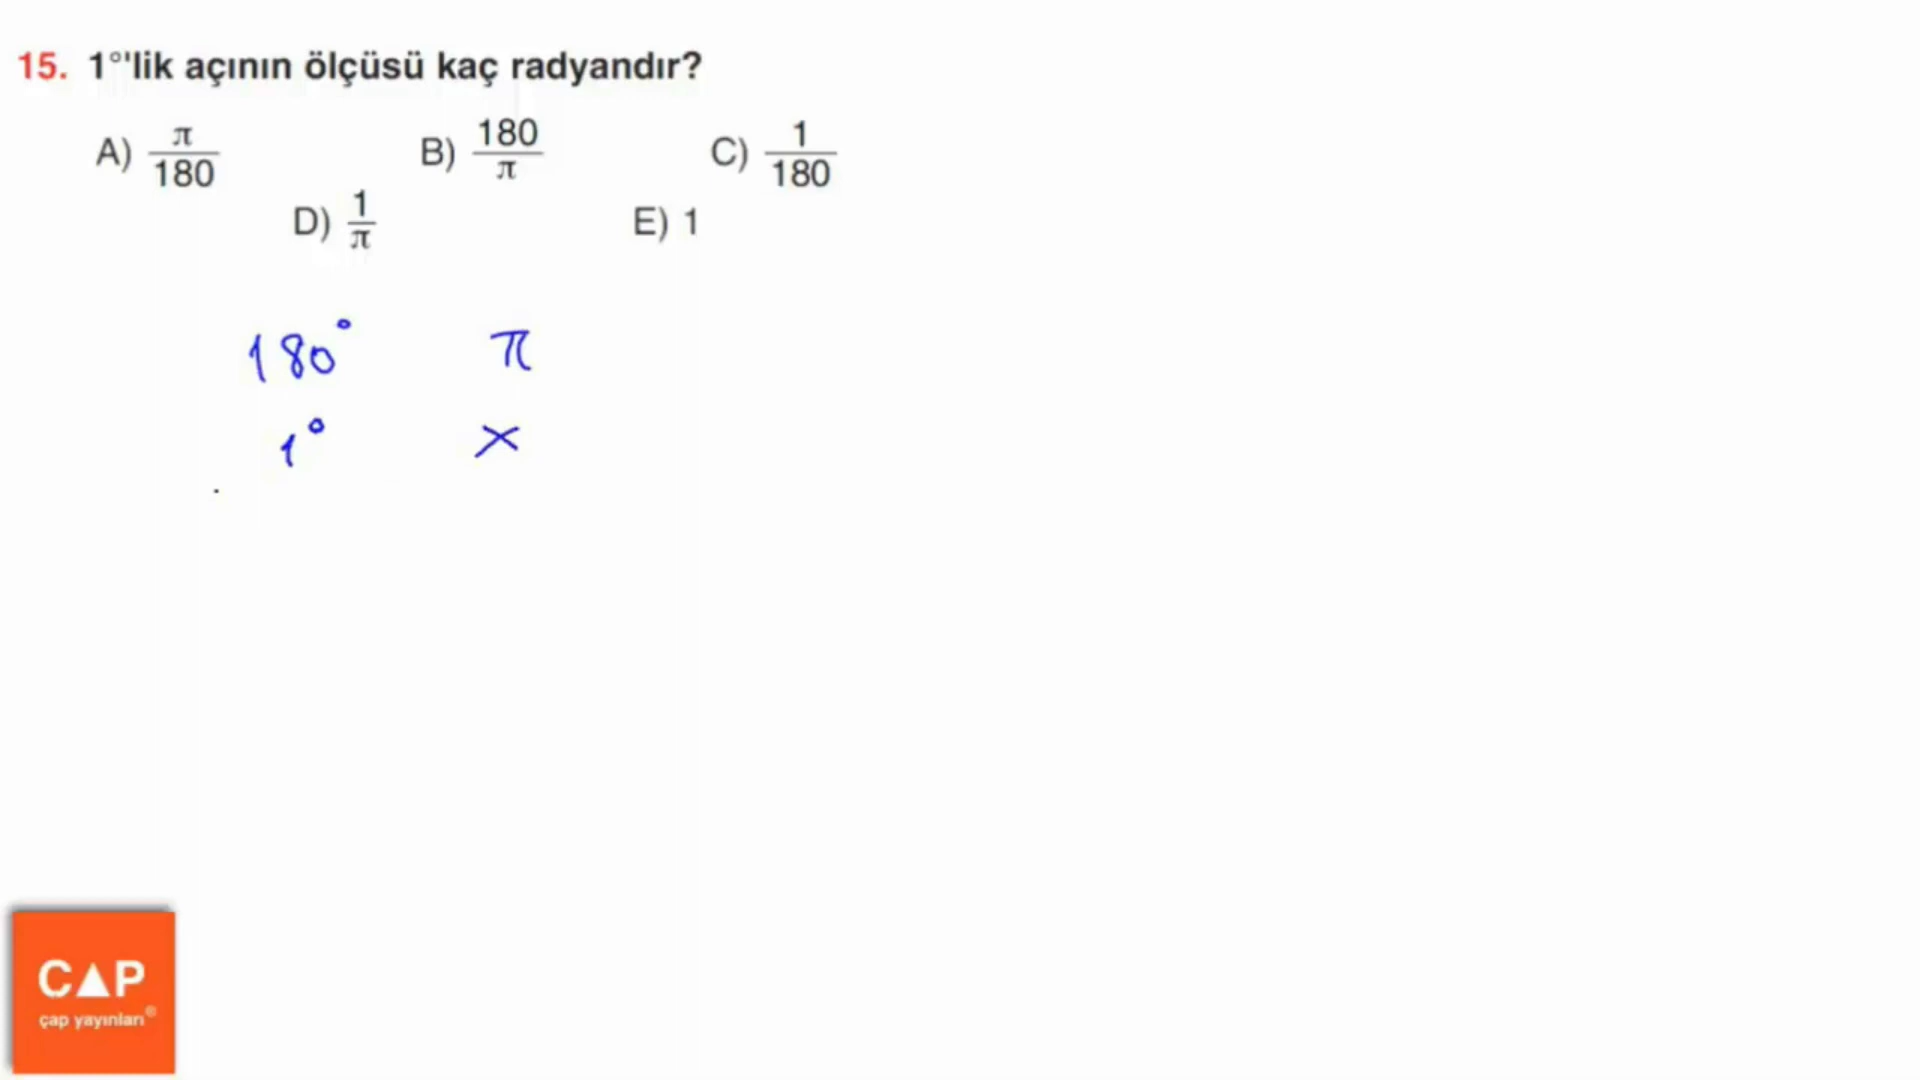 15. 1°'lik açının ölçüsü kaç radyandır?
A) π/180 B) 180/π C) 1/180
D) 1/π E) 1
180° π
1° x
CAP
çap yayınları®